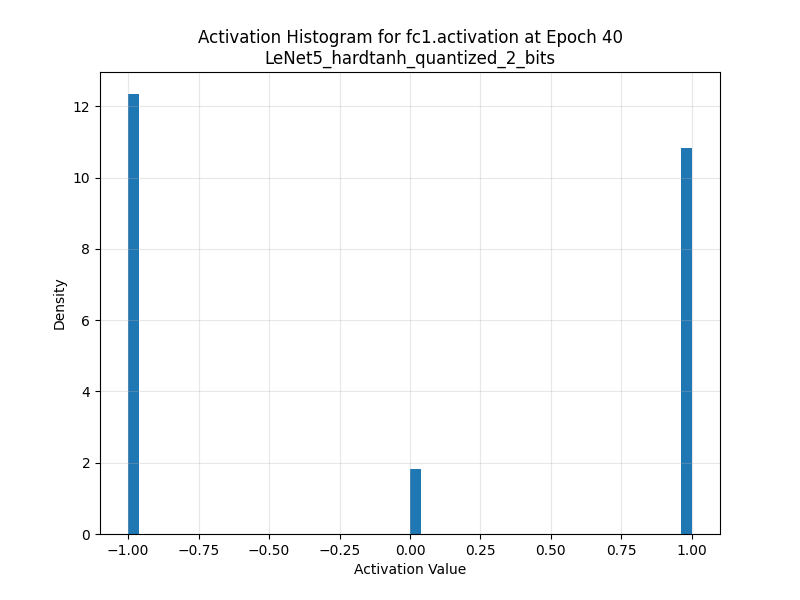 Activation Histogram for fc1.activation at Epoch 40
LeNet5_hardtanh_quantized_2_bits
Density
12
10
8
6
4
2
0
−1.00 −0.75 −0.50 −0.25 0.00 0.25 0.50 0.75 1.00
Activation Value